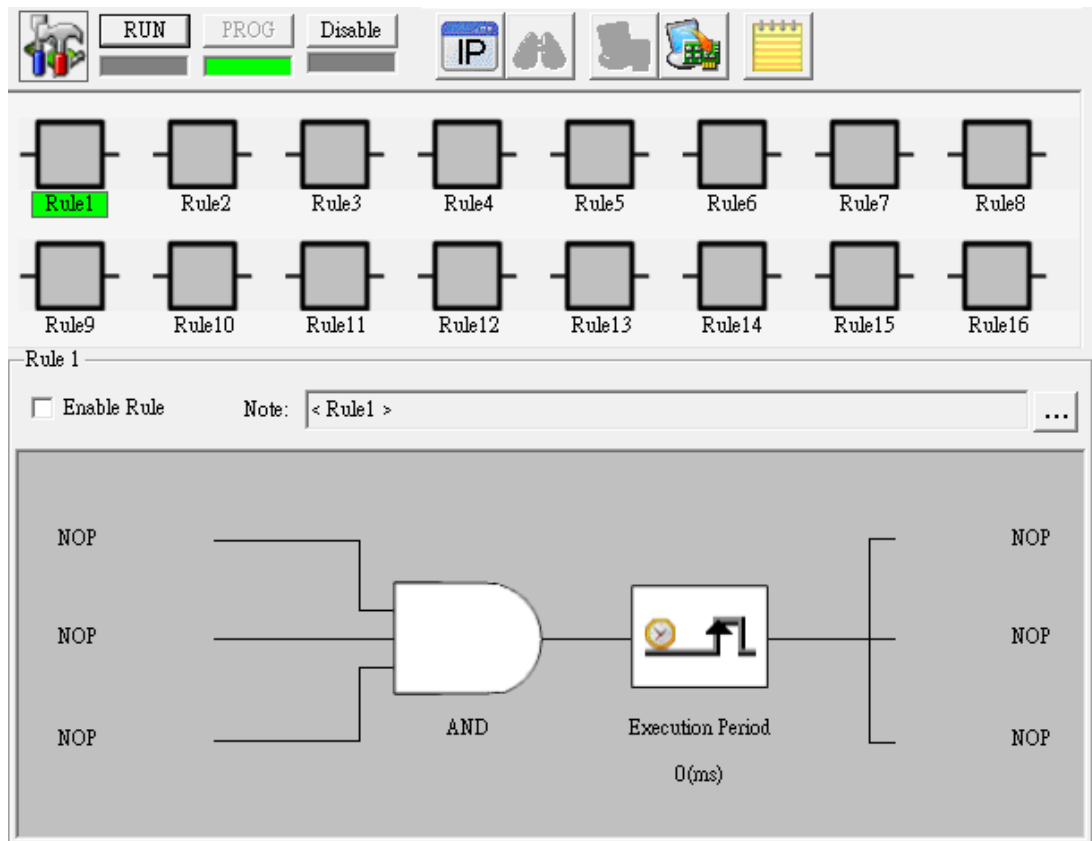 RUN PROG Disable IP
Rule1 Rule2 Rule3 Rule4 Rule5 Rule6 Rule7 Rule8
Rule9 Rule10 Rule11 Rule12 Rule13 Rule14 Rule15 Rule16
Rule 1
Enable Rule Note: < Rule1 > ...
NOP NOP
NOP NOP
AND Execution Period
NOP NOP
0(ms)